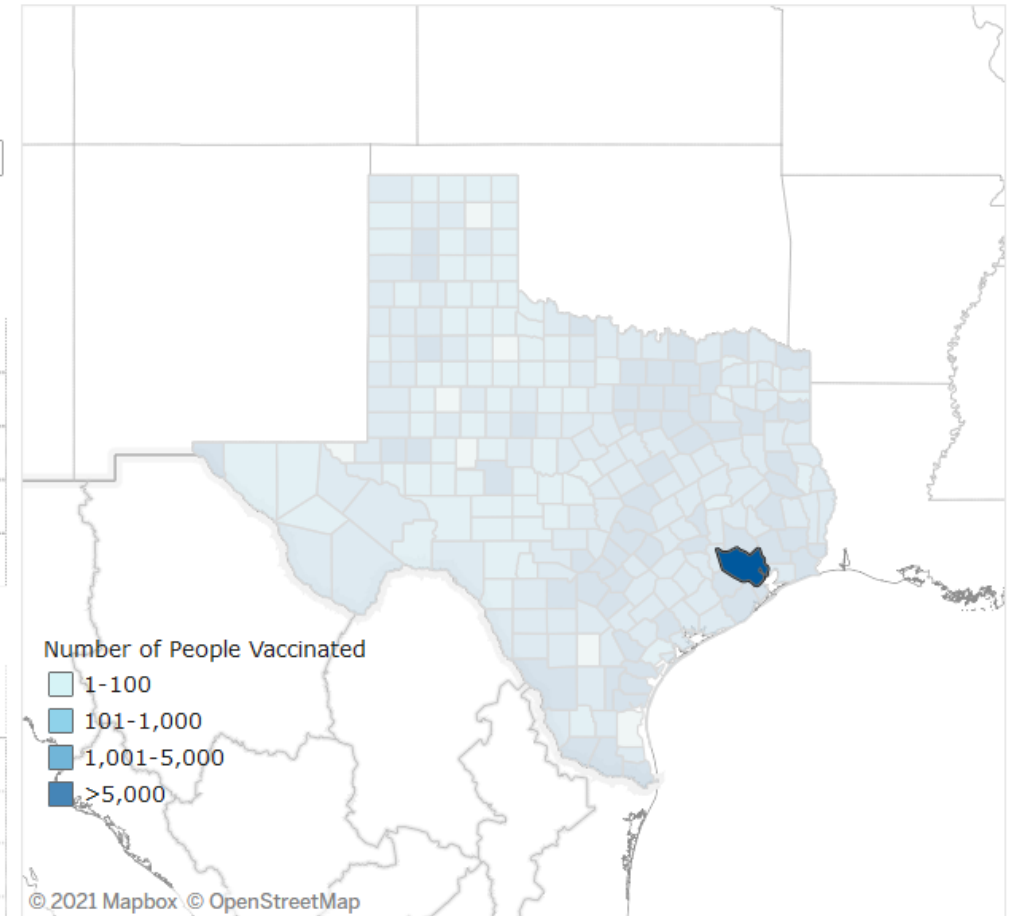 Number of People Vaccinated
1-100
101-1,000
1,001-5,000
>5,000
© 2021 Mapbox © OpenStreetMap